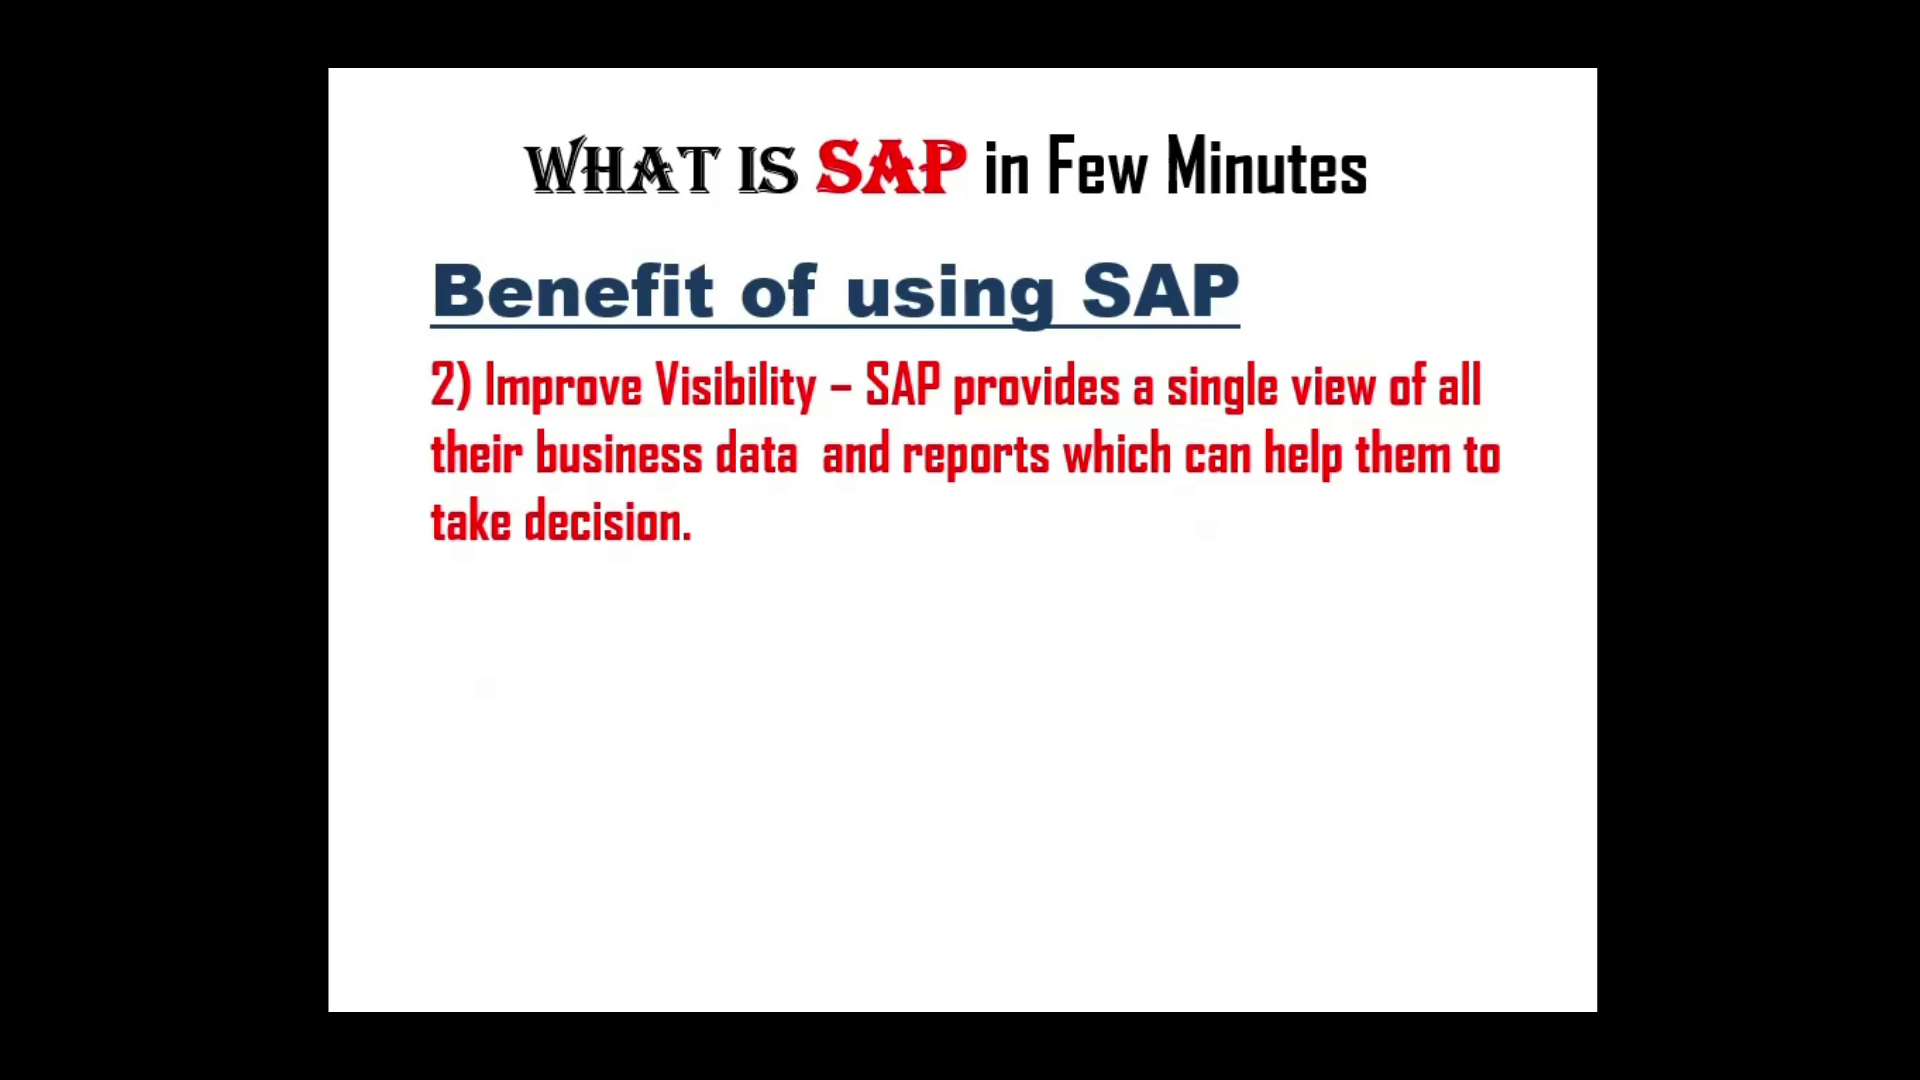 WHAT IS SAP in Few Minutes
Benefit of using SAP
2) Improve Visibility – SAP provides a single view of all
their business data  and reports which can help them to
take decision.